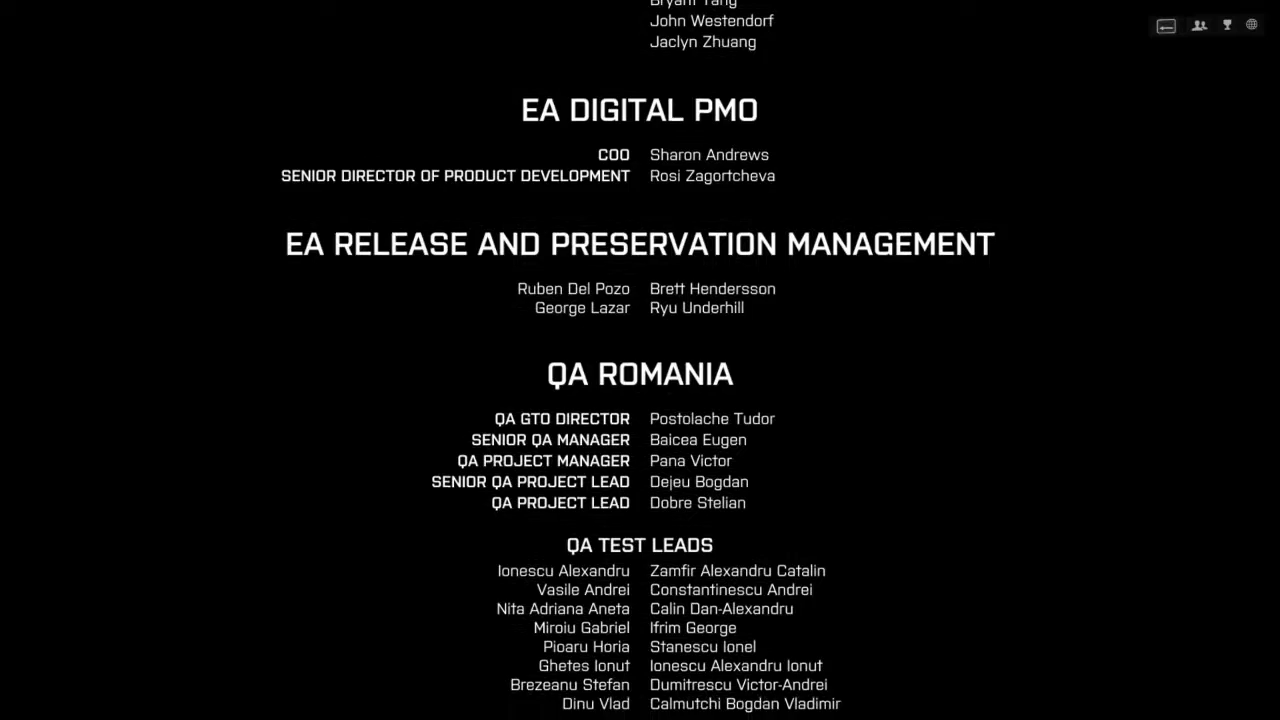 Bryant Yang
John Westendorf
Jaclyn Zhuang
EA DIGITAL PMO
COO Sharon Andrews
SENIOR DIRECTOR OF PRODUCT DEVELOPMENT Rosi Zagortcheva
EA RELEASE AND PRESERVATION MANAGEMENT
Ruben Del Pozo Brett Hendersson
George Lazar Ryu Underhill
QA ROMANIA
QA GTO DIRECTOR Postolache Tudor
SENIOR QA MANAGER Baicea Eugen
QA PROJECT MANAGER Pana Victor
SENIOR QA PROJECT LEAD Dejeu Bogdan
QA PROJECT LEAD Dobre Stelian
QA TEST LEADS
Ionescu Alexandru Zamfir Alexandru Catalin
Vasile Andrei Constantinescu Andrei
Nita Adriana Aneta Calin Dan-Alexandru
Miroiu Gabriel Ifrim George
Pioaru Horia Stanescu Ionel
Ghetes Ionut Ionescu Alexandru Ionut
Brezeanu Stefan Dumitrescu Victor-Andrei
Dinu Vlad Calmutchi Bogdan Vladimir